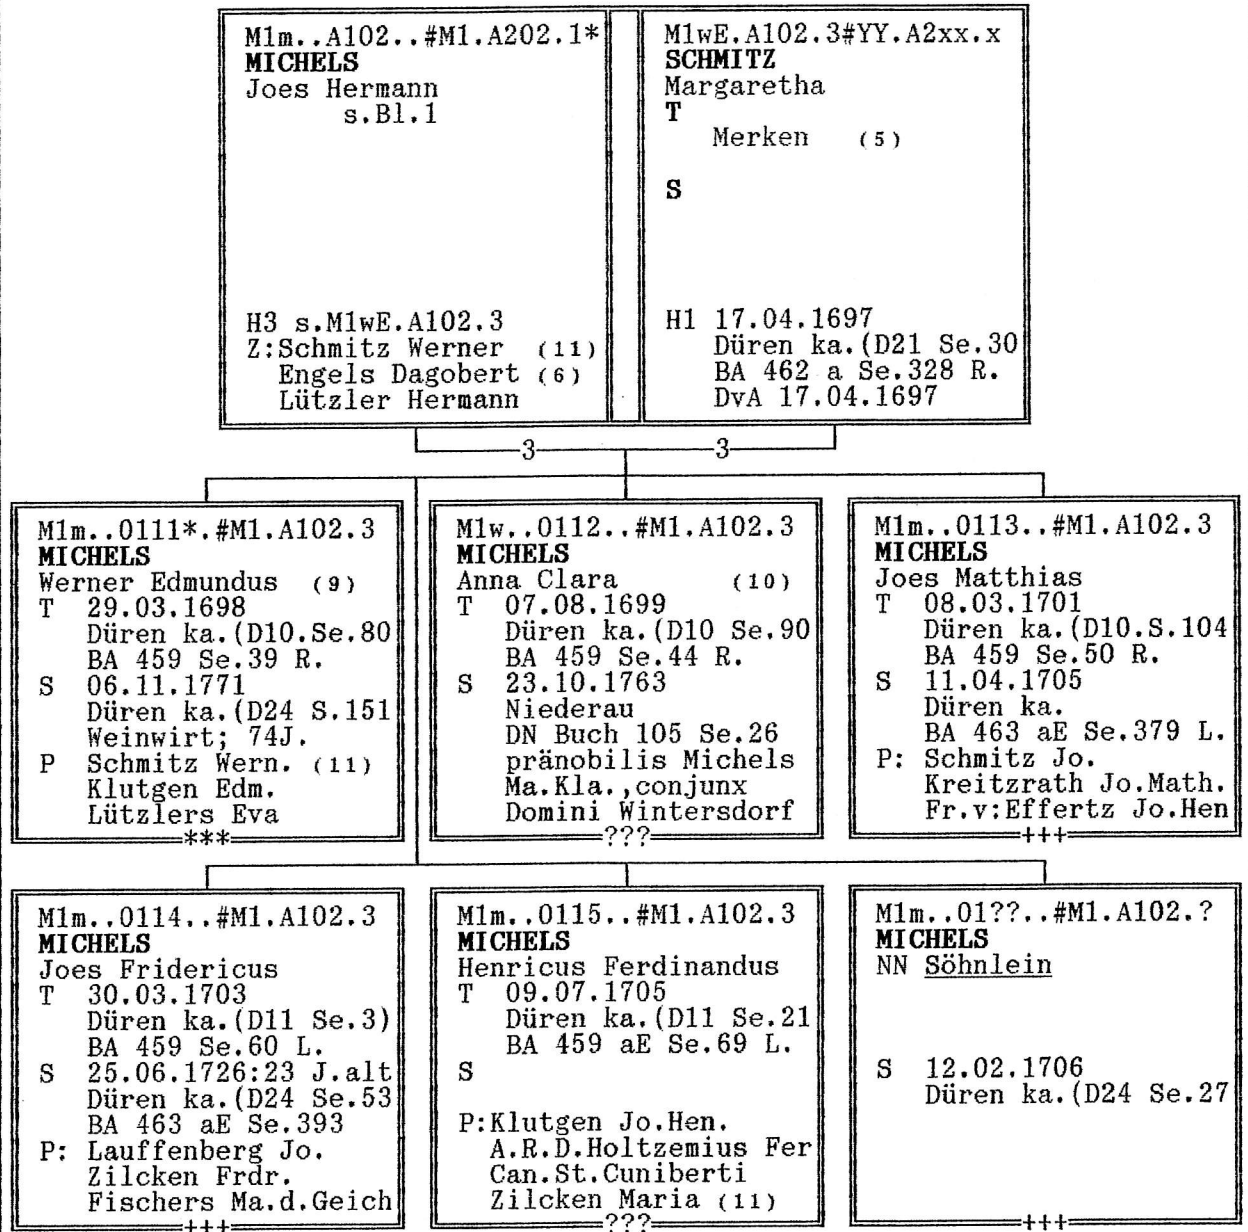 M1m..A102..#M1.A202.1*
MICHELS
Joes Hermann
s.Bl.1
H3 s.M1wE.A102.3
Z:Schmitz Werner (11)
Engels Dagobert (6)
Lützler Hermann
M1wE.A102.3#YY.A2xx.x
SCHMITZ
Margaretha
T
Merken (5)
S
H1 17.04.1697
Düren ka.(D21 Se.30
BA 462 a Se.328 R.
DvA 17.04.1697
3 3
M1m..0111*.#M1.A102.3
MICHELS
Werner Edmundus (9)
T 29.03.1698
Düren ka.(D10.Se.80
BA 459 Se.39 R.
S 06.11.1771
Düren ka.(D24 S.151
Weinwirt; 74J.
P Schmitz Wern. (11)
Klutgen Edm.
Lützlers Eva
***
M1w..0112..#M1.A102.3
MICHELS
Anna Clara (10)
T 07.08.1699
Düren ka.(D10 Se.90
BA 459 Se.44 R.
S 23.10.1763
Niederau
DN Buch 105 Se.26
pränobilis Michels
Ma.Kla.,conjunx
Domini Wintersdorf
???
M1m..0113..#M1.A102.3
MICHELS
Joes Matthias
T 08.03.1701
Düren ka.(D10.S.104
BA 459 Se.50 R.
S 11.04.1705
Düren ka.
BA 463 aE Se.379 L.
P: Schmitz Jo.
Kreitzrath Jo.Math.
Fr.v:Effertz Jo.Hen
+++
M1m..0114..#M1.A102.3
MICHELS
Joes Fridericus
T 30.03.1703
Düren ka.(D11 Se.3)
BA 459 Se.60 L.
S 25.06.1726:23 J.alt
Düren ka.(D24 Se.53
BA 463 aE Se.393
P: Lauffenberg Jo.
Zilcken Frdr.
Fischers Ma.d.Geich
+++
M1m..0115..#M1.A102.3
MICHELS
Henricus Ferdinandus
T 09.07.1705
Düren ka.(D11 Se.21
BA 459 aE Se.69 L.
S
P:Klutgen Jo.Hen.
A.R.D.Holtzemius Fer
Can.St.Cuniberti
Zilcken Maria (11)
???
M1m..01??..#M1.A102.?
MICHELS
NN Söhnlein
S 12.02.1706
Düren ka.(D24 Se.27
+++